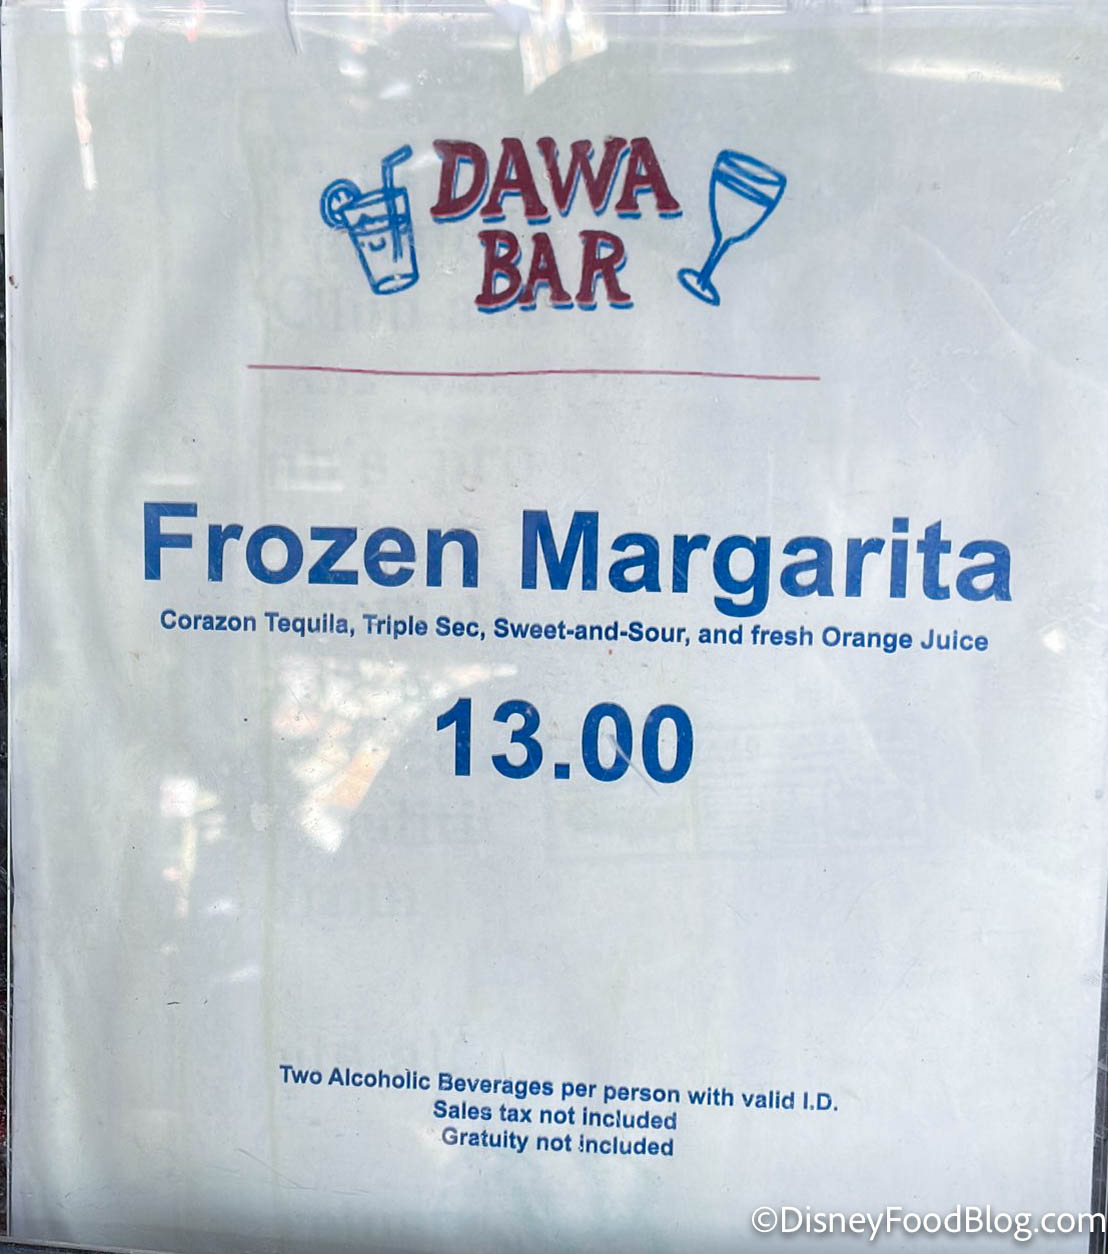 DAWA
BAR
Frozen Margarita
Corazon Tequila, Triple Sec, Sweet-and-Sour, and fresh Orange Juice
13.00
Two Alcoholic Beverages per person with valid I.D.
Sales tax not included
Gratuity not included
©DisneyFoodBlog.com